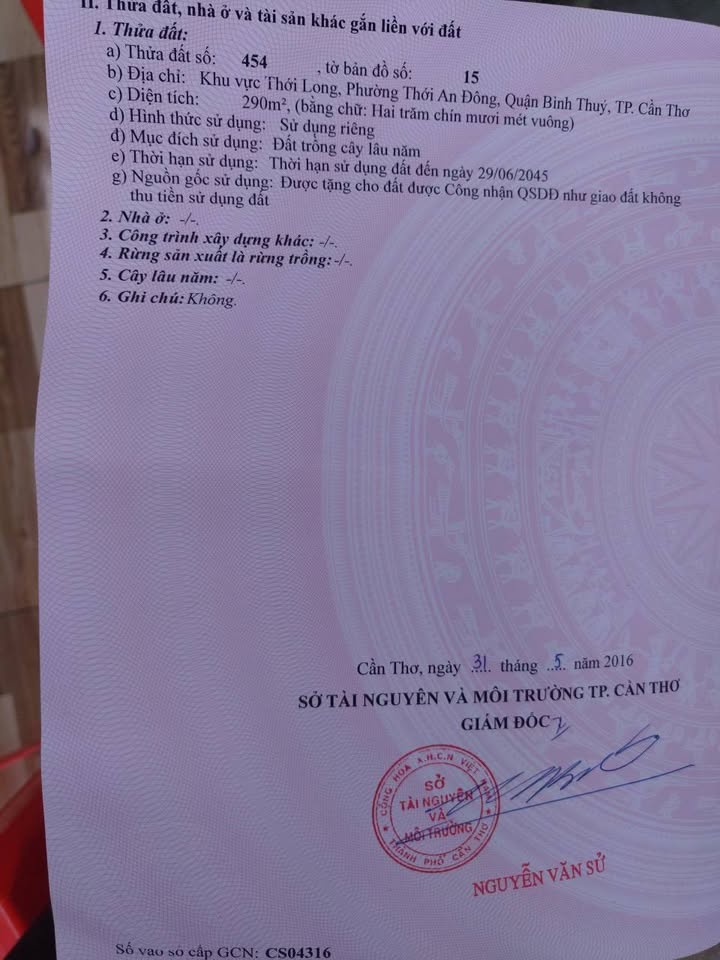 II. Thửa đất, nhà ở và tài sản khác gắn liền với đất
1. Thửa đất:
a) Thửa đất số: 454 , tờ bản đồ số: 15
b) Địa chỉ: Khu vực Thới Long, Phường Thới An Đông, Quận Bình Thuỷ, TP. Cần Thơ
c) Diện tích: 290m², (bằng chữ: Hai trăm chín mươi mét vuông)
d) Hình thức sử dụng: Sử dụng riêng
đ) Mục đích sử dụng: Đất trồng cây lâu năm
e) Thời hạn sử dụng: Thời hạn sử dụng đất đến ngày 29/06/2045
g) Nguồn gốc sử dụng: Được tặng cho đất được Công nhận QSDĐ như giao đất không
thu tiền sử dụng đất
2. Nhà ở: -/-.
3. Công trình xây dựng khác: -/-.
4. Rừng sản xuất là rừng trồng: -/-.
5. Cây lâu năm: -/-.
6. Ghi chú: Không.
Cần Thơ, ngày 31. tháng ..5.. năm 2016
SỞ TÀI NGUYÊN VÀ MÔI TRƯỜNG TP. CẦN THƠ
GIÁM ĐỐC
CỘNG HÒA X.H.C.N VIỆT NAM
SỞ
TÀI NGUYÊN
VÀ
MÔI TRƯỜNG
THÀNH PHỐ CẦN THƠ
NGUYỄN VĂN SỬ
Số vào sổ cấp GCN: CS04316